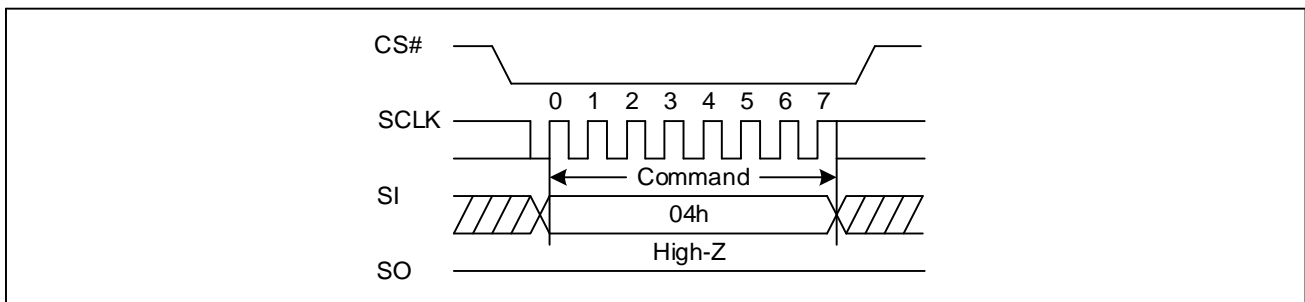 CS#
0 1 2 3 4 5 6 7
SCLK
Command
SI
04h
High-Z
SO